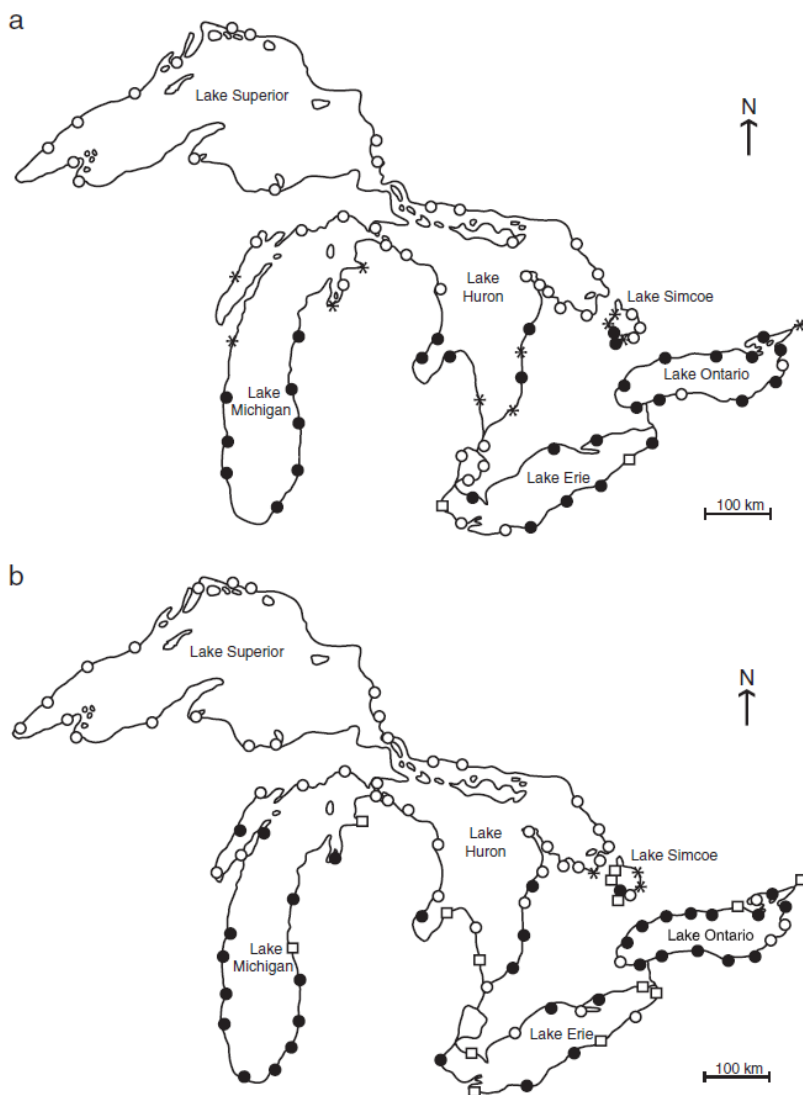 a
Lake Superior
N
Lake
Huron
Lake Simcoe
Lake
Michigan
Lake Ontario
Lake Erie
100 km
b
Lake Superior
N
Lake
Huron
Lake Simcoe
Lake
Michigan
Lake Ontario
Lake Erie
100 km